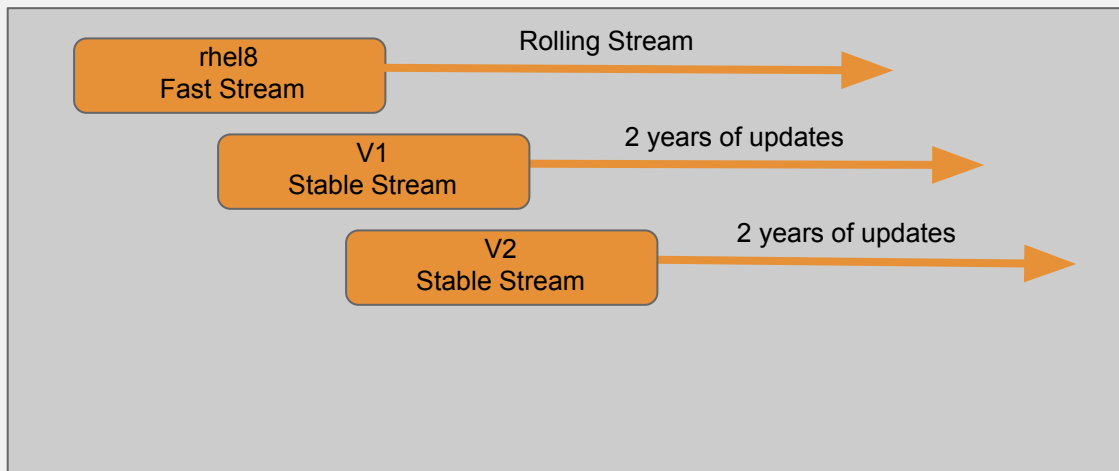 rhel8
Fast Stream
Rolling Stream
V1
Stable Stream
2 years of updates
V2
Stable Stream
2 years of updates